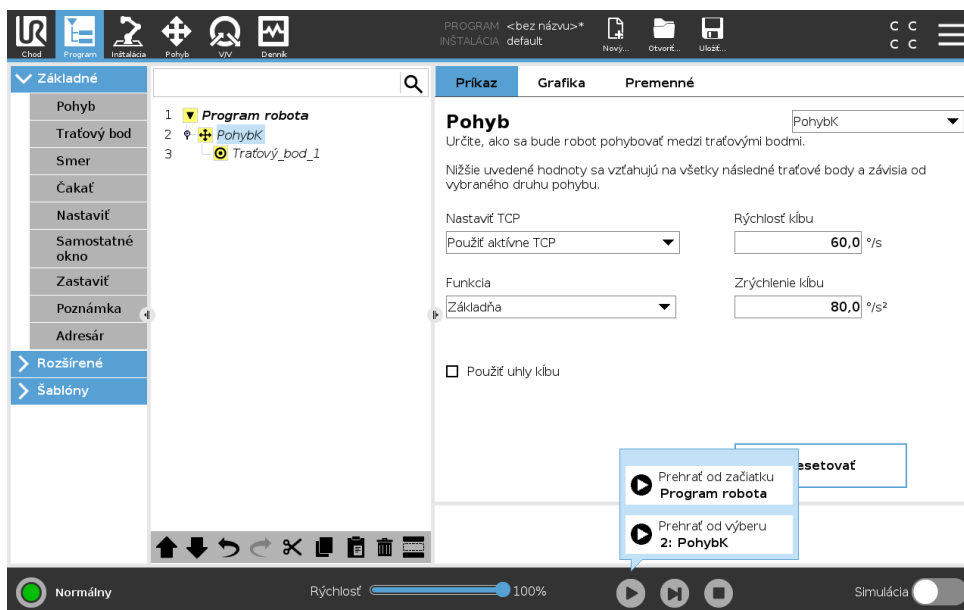 UR
PROGRAM <bez názvu>*
INŠTALÁCIA default
C C
C C
Chod Program Inštalácia Pohyb V/V Denník Nový... Otvoriť... Uložiť...
Základné
Pohyb
Traťový bod
Smer
Čakať
Nastaviť
Samostatné
okno
Zastaviť
Poznámka
Adresár
Rozšírené
Šablóny
1 Program robota
2 PohybK
3 Traťový_bod_1
Príkaz Grafika Premenné
Pohyb PohybK
Určite, ako sa bude robot pohybovať medzi traťovými bodmi.
Nižšie uvedené hodnoty sa vzťahujú na všetky následné traťové body a závisia od
vybraného druhu pohybu.
Nastaviť TCP Rýchlosť kĺbu
Použiť aktívne TCP 60,0 °/s
Funkcia Zrýchlenie kĺbu
Základňa 80,0 °/s²
Použiť uhly kĺbu
esetovať
Prehrať od začiatku
Program robota
Prehrať od výberu
2: PohybK
Normálny Rýchlosť 100% Simulácia